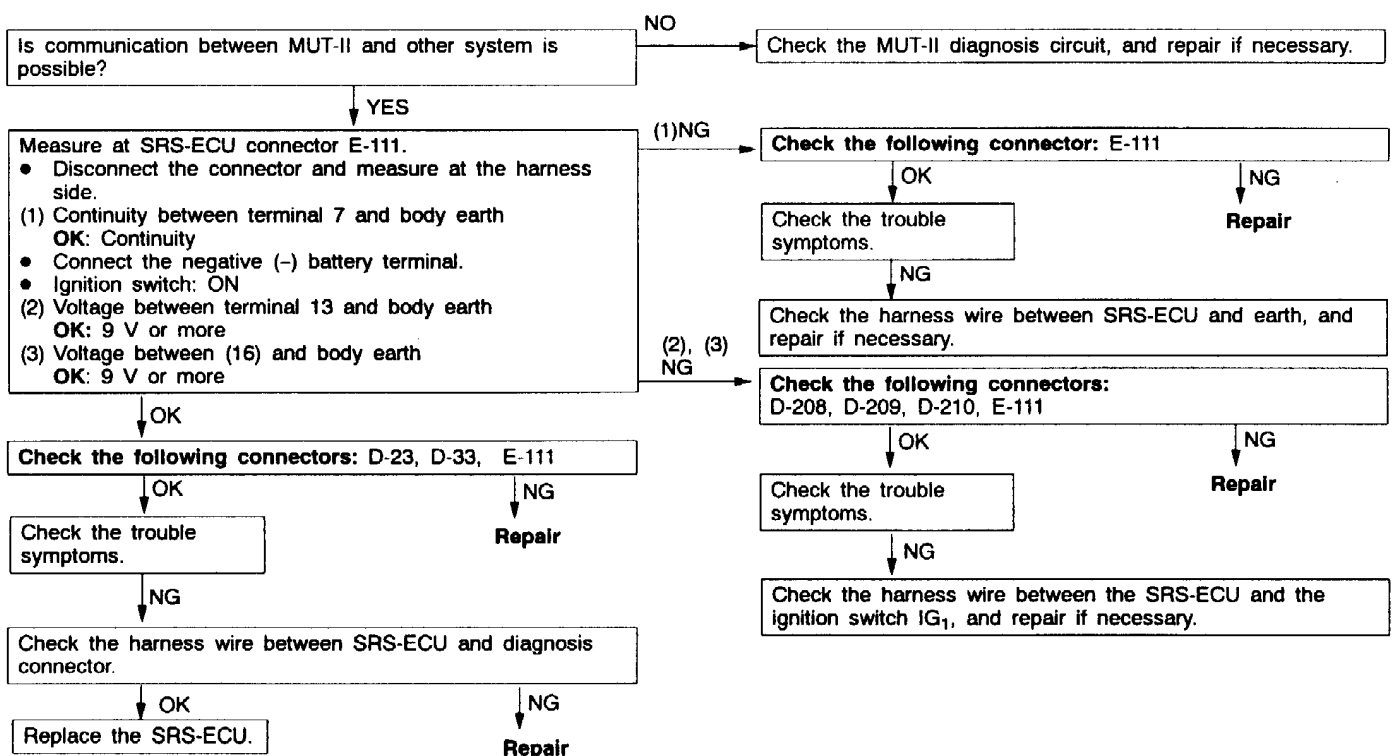 Is communication between MUT-II and other system is
possible?
NO
Check the MUT-II diagnosis circuit, and repair if necessary.
YES
Measure at SRS-ECU connector E-111.
● Disconnect the connector and measure at the harness
side.
(1) Continuity between terminal 7 and body earth
OK: Continuity
● Connect the negative (–) battery terminal.
● Ignition switch: ON
(2) Voltage between terminal 13 and body earth
OK: 9 V or more
(3) Voltage between (16) and body earth
OK: 9 V or more
(1)NG
Check the following connector: E-111
OK
NG
Repair
Check the trouble
symptoms.
NG
Check the harness wire between SRS-ECU and earth, and
repair if necessary.
(2), (3)
NG
Check the following connectors:
D-208, D-209, D-210, E-111
OK
NG
Repair
Check the trouble
symptoms.
NG
Check the harness wire between the SRS-ECU and the
ignition switch IG₁, and repair if necessary.
OK
Check the following connectors: D-23, D-33, E-111
OK
NG
Repair
Check the trouble
symptoms.
NG
Check the harness wire between SRS-ECU and diagnosis
connector.
OK
NG
Replace the SRS-ECU.
Repair